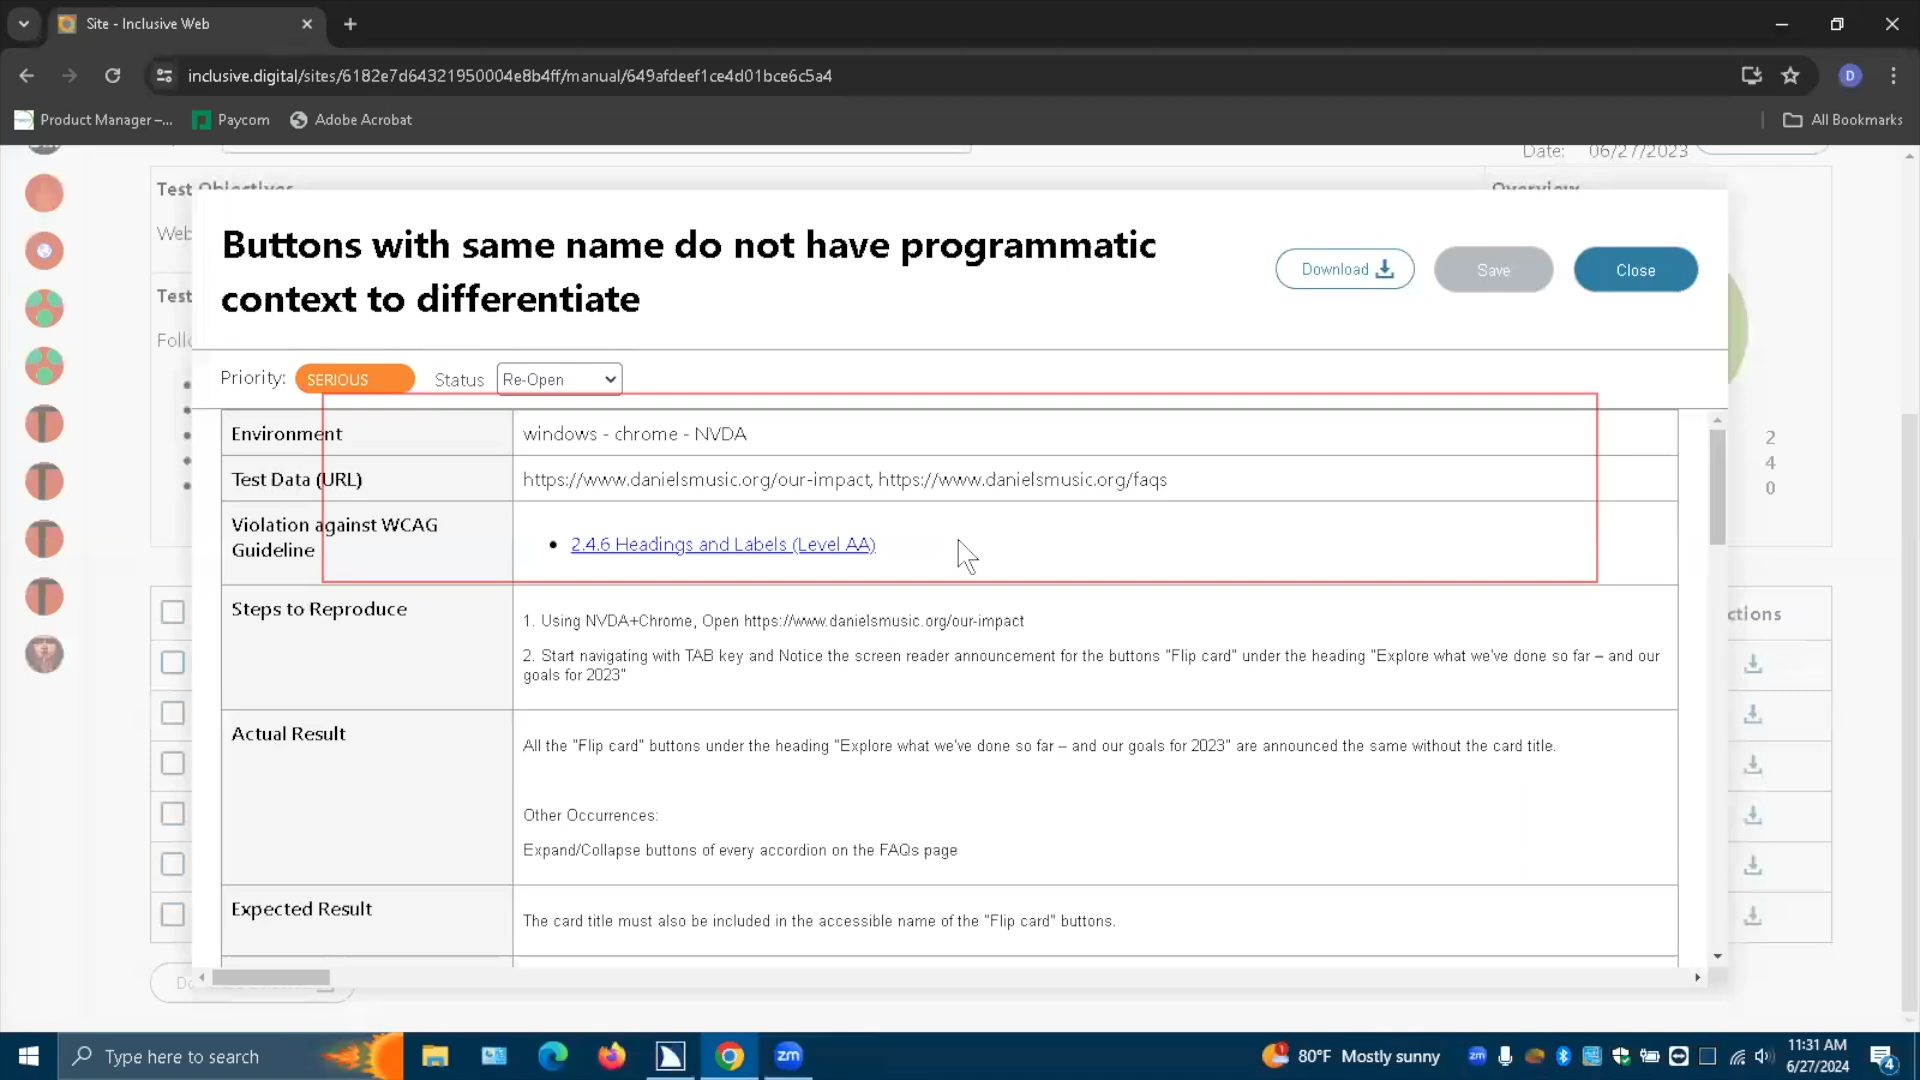 Site - Inclusive Web
inclusive.digital/sites/6182e7d64321950004e8b4ff/manual/649afdeef1ce4d01bce6c5a4
D
Product Manager –...
Paycom
Adobe Acrobat
All Bookmarks
Date: 06/27/2023
Test Objectives
Overview
Web
Buttons with same name do not have programmatic
context to differentiate
Download
Save
Close
Test
Follo
Priority:
SERIOUS
Status
Re-Open
Environment
windows - chrome - NVDA
2
Test Data (URL)
https://www.danielsmusic.org/our-impact, https://www.danielsmusic.org/faqs
4
0
Violation against WCAG
Guideline
2.4.6 Headings and Labels (Level AA)
Steps to Reproduce
1. Using NVDA+Chrome, Open https://www.danielsmusic.org/our-impact
2. Start navigating with TAB key and Notice the screen reader announcement for the buttons "Flip card" under the heading "Explore what we've done so far – and our
goals for 2023"
ctions
Actual Result
All the "Flip card" buttons under the heading "Explore what we've done so far – and our goals for 2023" are announced the same without the card title.
Other Occurrences:
Expand/Collapse buttons of every accordion on the FAQs page
Expected Result
The card title must also be included in the accessible name of the "Flip card" buttons.
Type here to search
zm
80°F Mostly sunny
zm
11:31 AM
6/27/2024
4